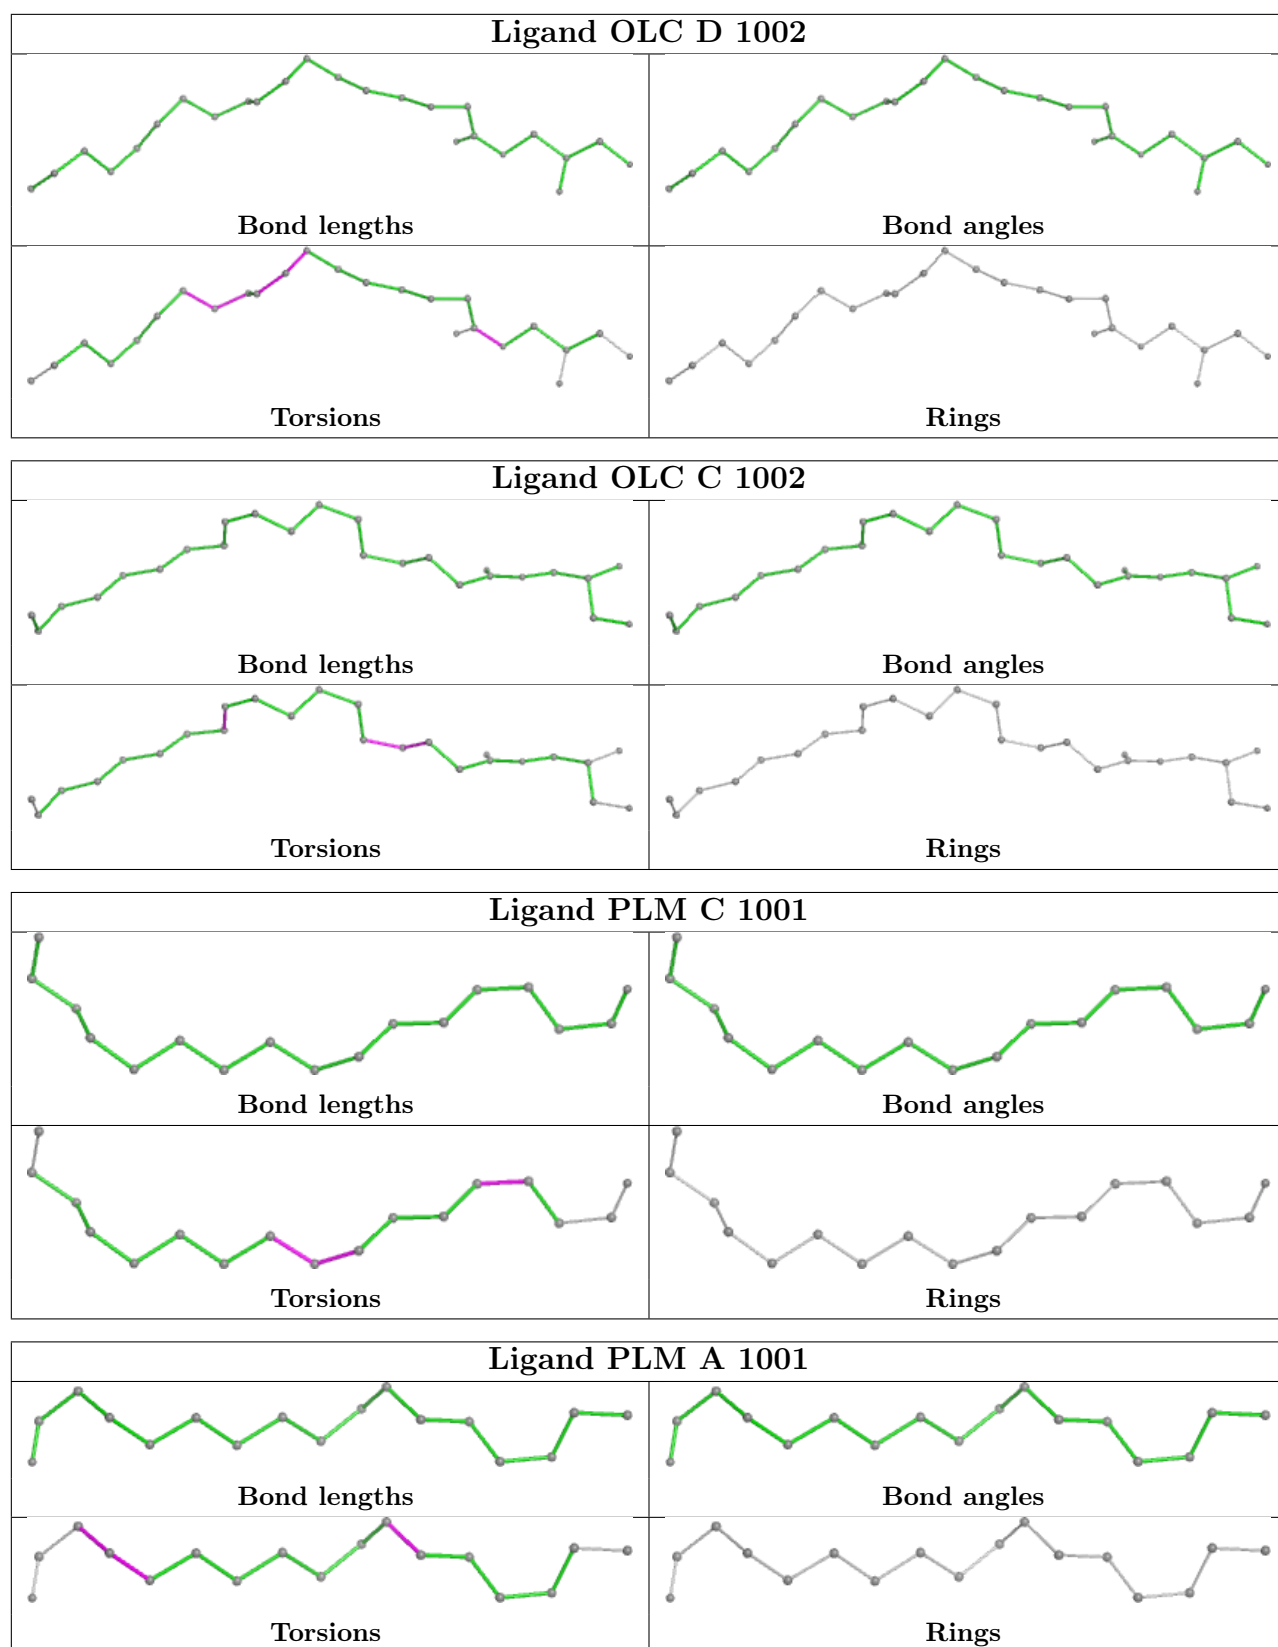 Ligand OLC D 1002
Bond lengths
Bond angles
Torsions
Rings
Ligand OLC C 1002
Bond lengths
Bond angles
Torsions
Rings
Ligand PLM C 1001
Bond lengths
Bond angles
Torsions
Rings
Ligand PLM A 1001
Bond lengths
Bond angles
Torsions
Rings